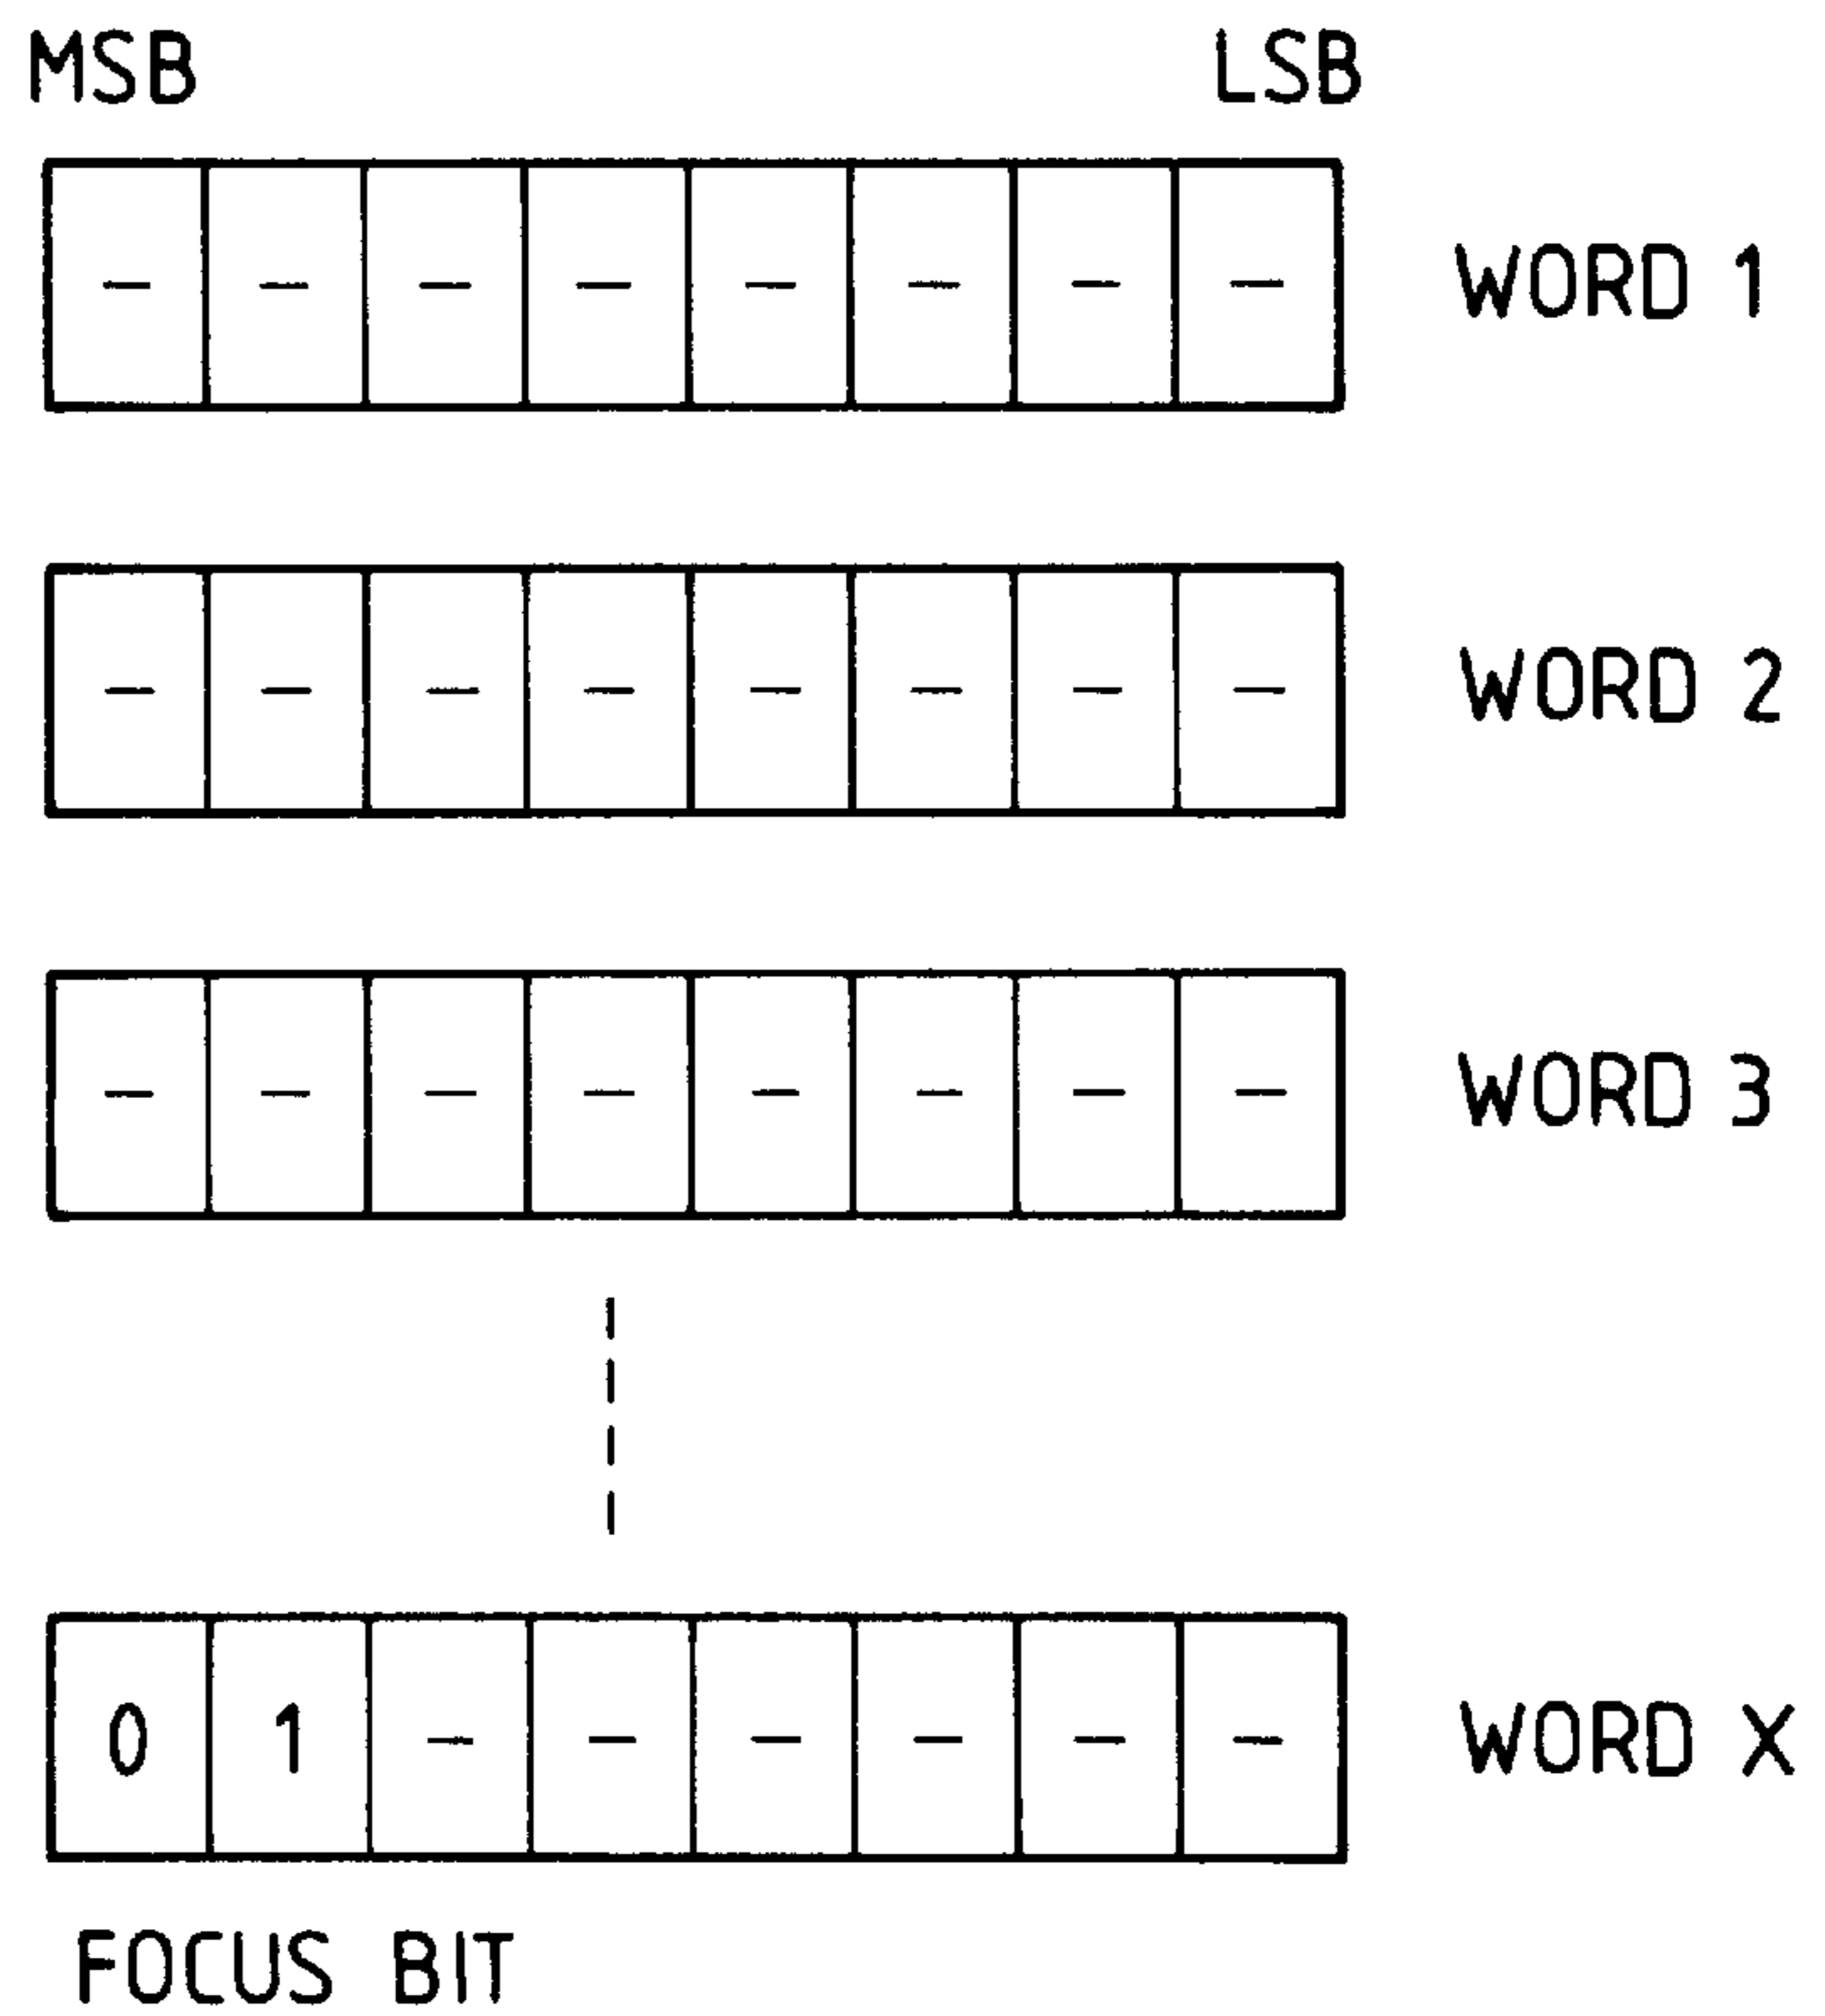 MSB LSB
- - - - - - - - WORD 1
- - - - - - - - WORD 2
- - - - - - - - WORD 3
0 1 - - - - - - WORD X
FOCUS BIT